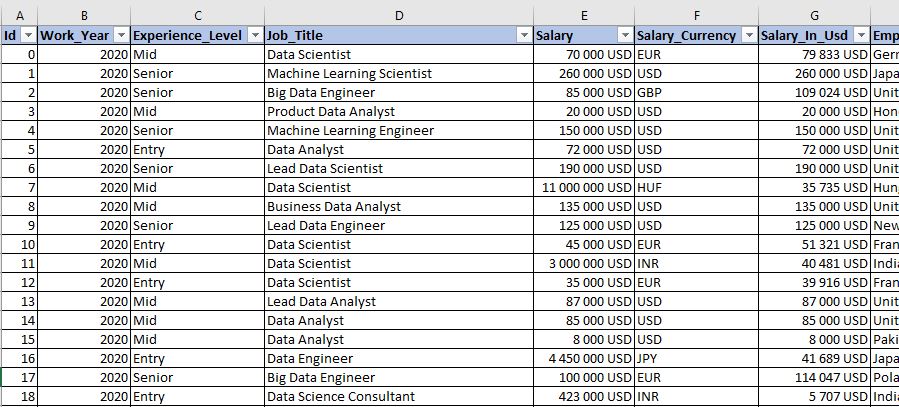 A B C D E F G
Id Work_Year Experience_Level Job_Title Salary Salary_Currency Salary_In_Usd Emp
0 2020 Mid Data Scientist 70 000 USD EUR 79 833 USD Gerr
1 2020 Senior Machine Learning Scientist 260 000 USD USD 260 000 USD Japa
2 2020 Senior Big Data Engineer 85 000 USD GBP 109 024 USD Unit
3 2020 Mid Product Data Analyst 20 000 USD USD 20 000 USD Hon
4 2020 Senior Machine Learning Engineer 150 000 USD USD 150 000 USD Unit
5 2020 Entry Data Analyst 72 000 USD USD 72 000 USD Unit
6 2020 Senior Lead Data Scientist 190 000 USD USD 190 000 USD Unit
7 2020 Mid Data Scientist 11 000 000 USD HUF 35 735 USD Hung
8 2020 Mid Business Data Analyst 135 000 USD USD 135 000 USD Unit
9 2020 Senior Lead Data Engineer 125 000 USD USD 125 000 USD New
10 2020 Entry Data Scientist 45 000 USD EUR 51 321 USD Fran
11 2020 Mid Data Scientist 3 000 000 USD INR 40 481 USD Indi
12 2020 Entry Data Scientist 35 000 USD EUR 39 916 USD Fran
13 2020 Mid Lead Data Analyst 87 000 USD USD 87 000 USD Unit
14 2020 Mid Data Analyst 85 000 USD USD 85 000 USD Unit
15 2020 Mid Data Analyst 8 000 USD USD 8 000 USD Paki
16 2020 Entry Data Engineer 4 450 000 USD JPY 41 689 USD Japa
17 2020 Senior Big Data Engineer 100 000 USD EUR 114 047 USD Pola
18 2020 Entry Data Science Consultant 423 000 USD INR 5 707 USD Indi